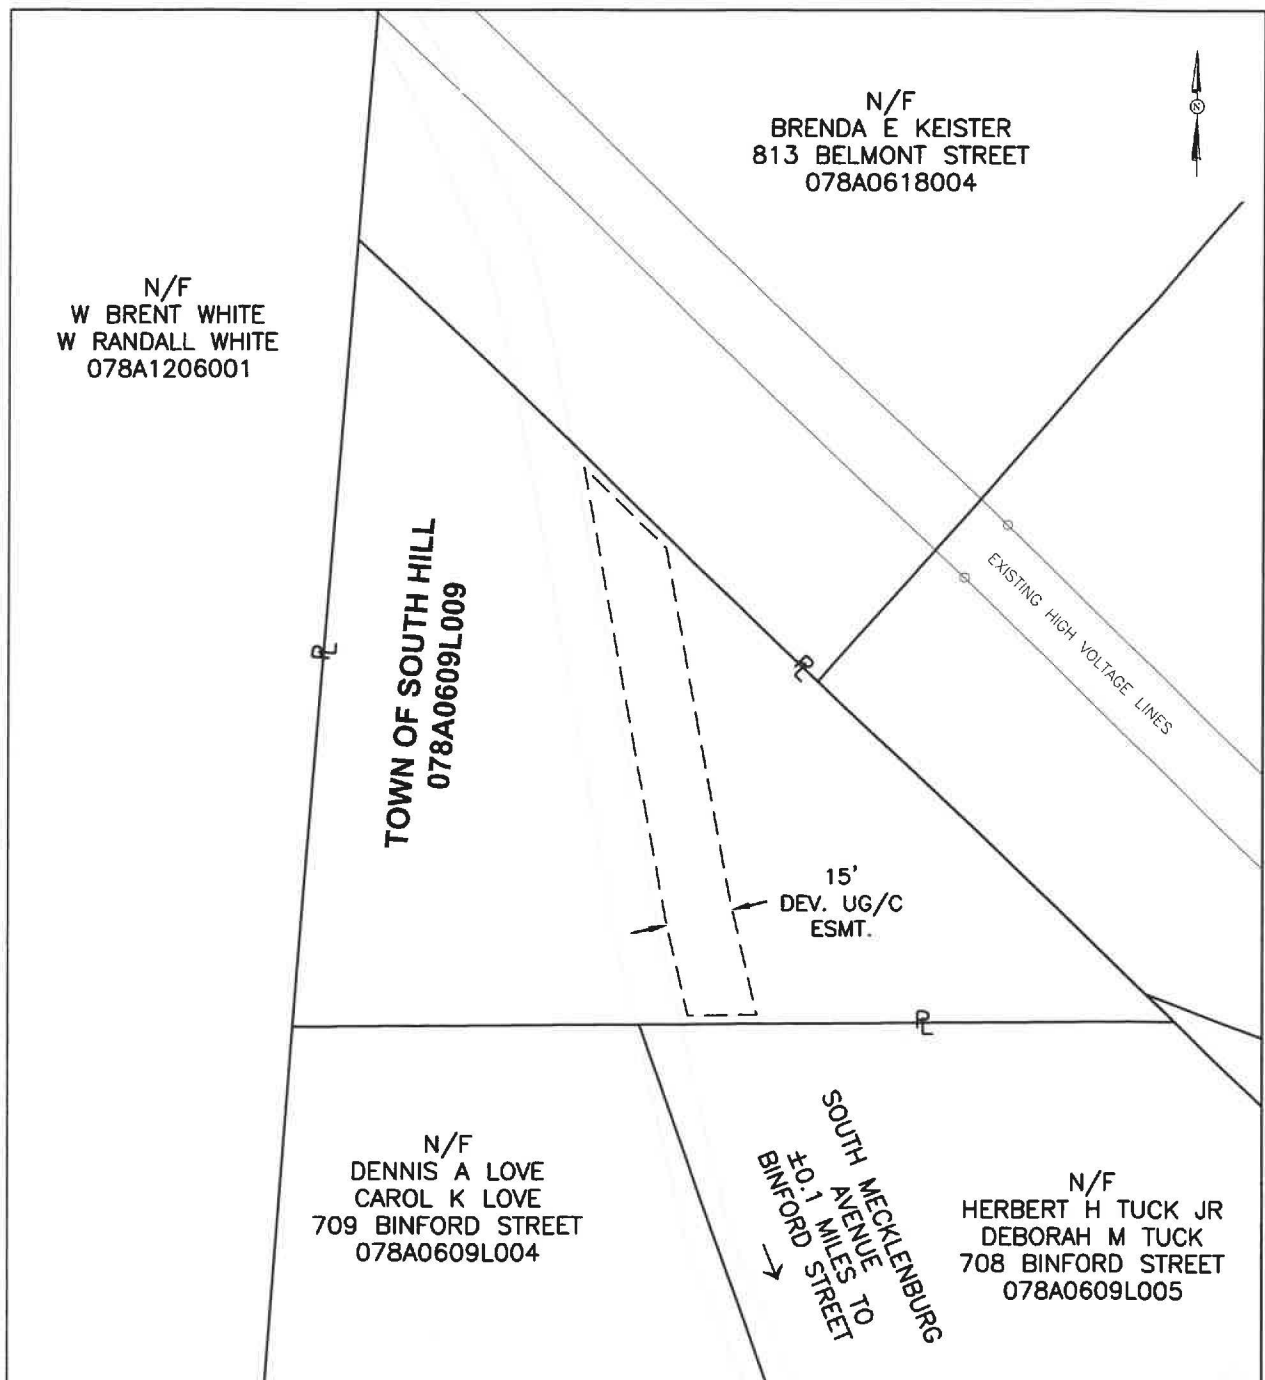 N/F
BRENDA E KEISTER
813 BELMONT STREET
078A0618004
N
N/F
W BRENT WHITE
W RANDALL WHITE
078A1206001
TOWN OF SOUTH HILL
078A0609L009
EXISTING HIGH VOLTAGE LINES
PL
PL
15'
DEV. UG/C
ESMT.
PL
N/F
DENNIS A LOVE
CAROL K LOVE
709 BINFORD STREET
078A0609L004
SOUTH MECKLENBURG
AVENUE
±0.1 MILES TO
BINFORD STREET
N/F
HERBERT H TUCK JR
DEBORAH M TUCK
708 BINFORD STREET
078A0609L005